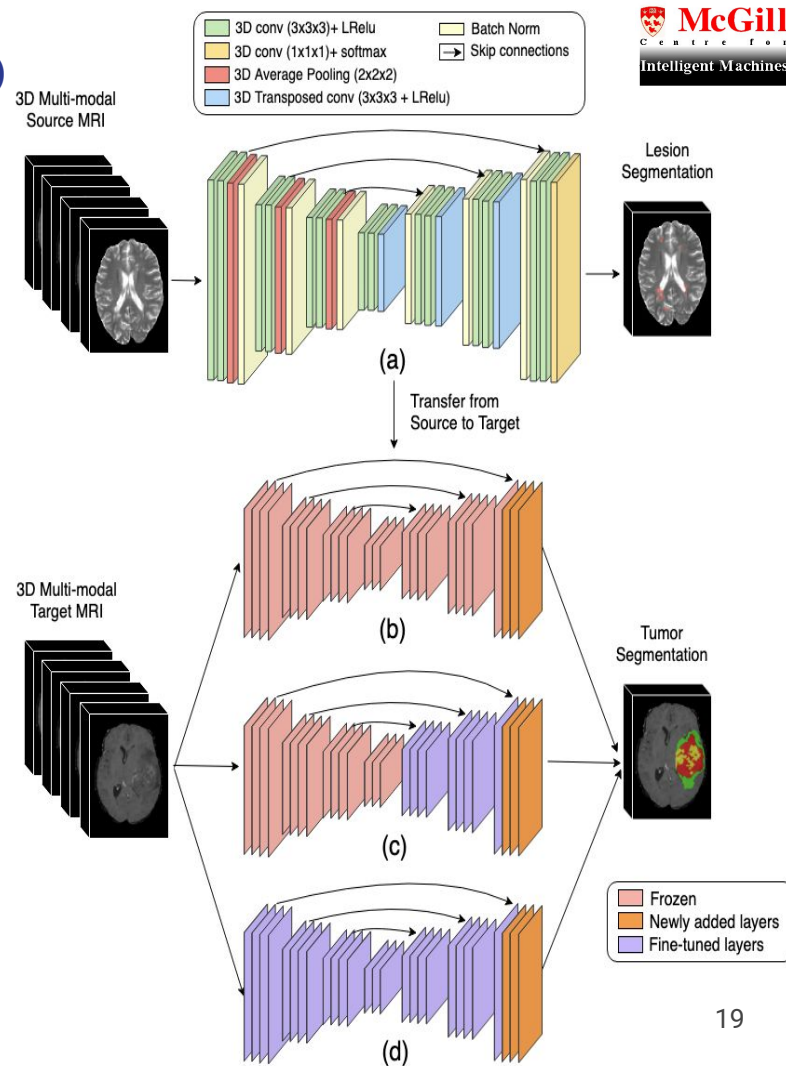 3D conv (3x3x3)+ LRelu
3D conv (1x1x1)+ softmax
3D Average Pooling (2x2x2)
3D Transposed conv (3x3x3 + LRelu)
Batch Norm
Skip connections
McGill
Centre for
Intelligent Machines
3D Multi-modal
Source MRI
Lesion
Segmentation
(a)
Transfer from
Source to Target
3D Multi-modal
Target MRI
(b)
Tumor
Segmentation
(c)
Frozen
Newly added layers
Fine-tuned layers
(d)
19